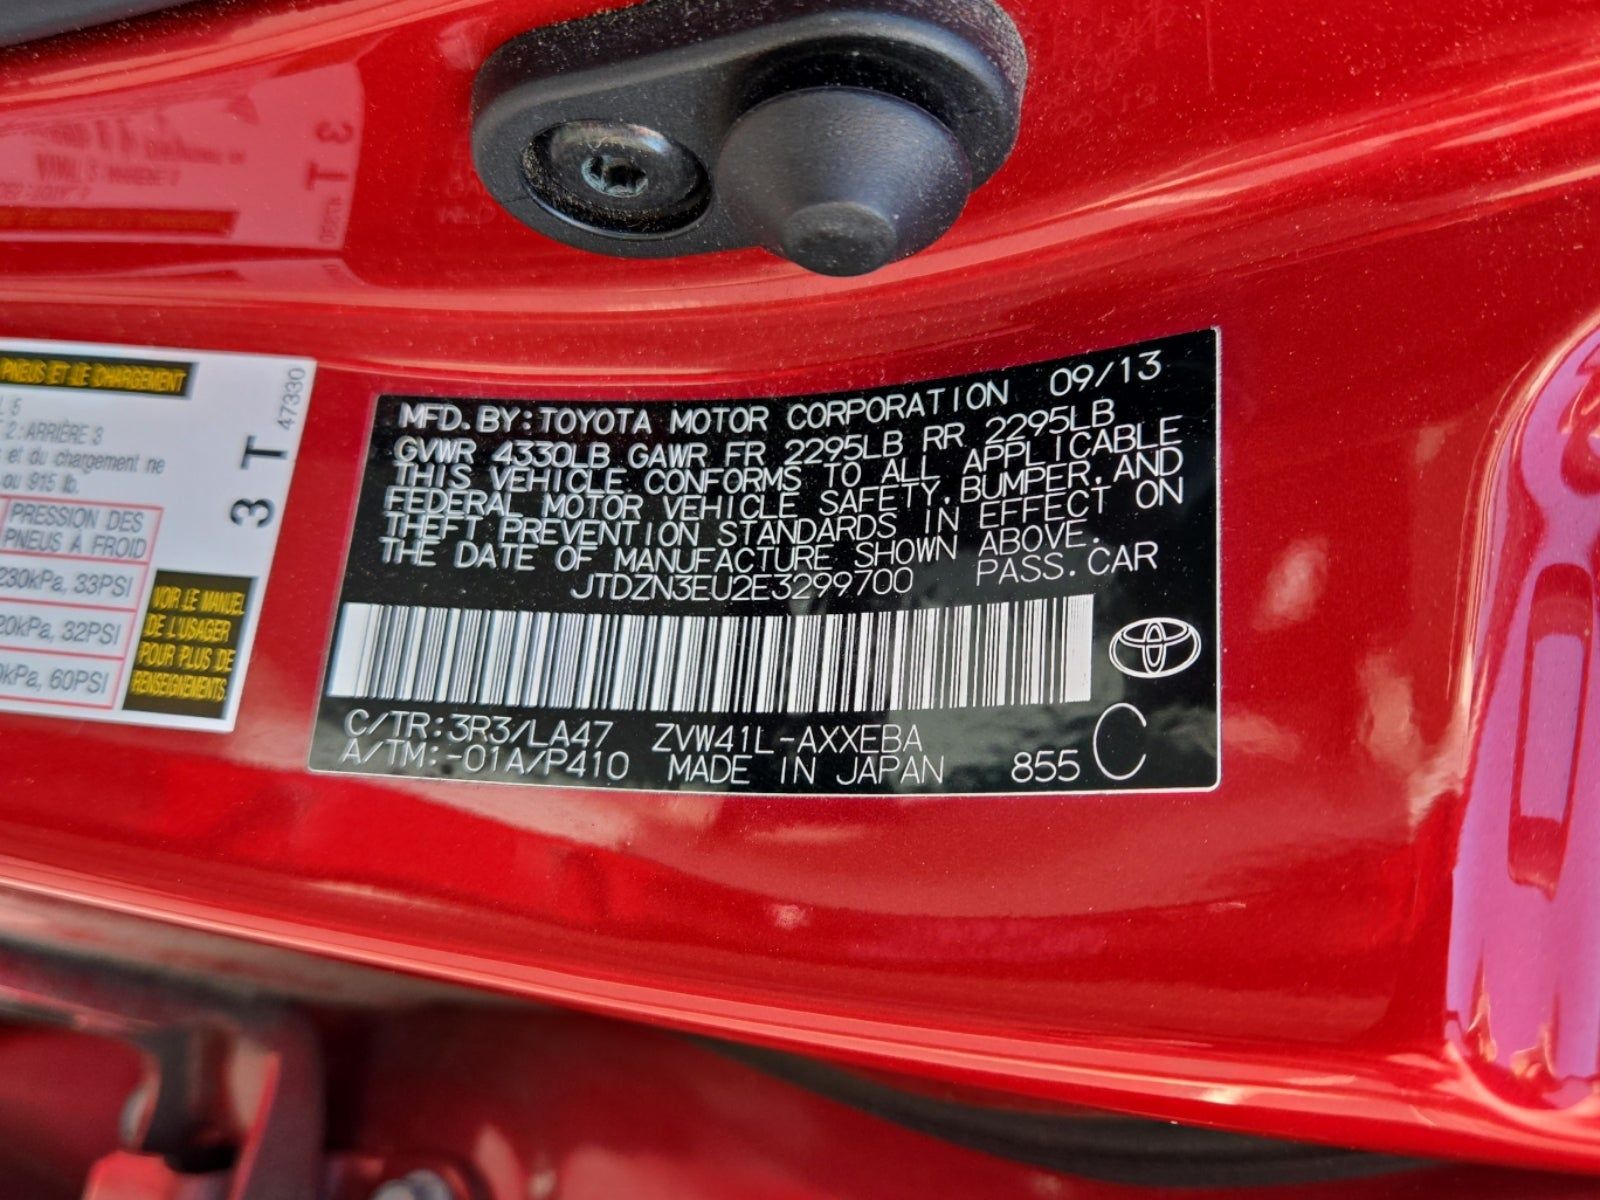 PNEUS ET LE CHARGEMENT
L 5
2:ARRIÈRE 3
et du chargement ne
ou 915 lb.
47330
3 T
PRESSION DES
PNEUS À FROID
230kPa, 33PSI
20kPa, 32PSI
0kPa, 60PSI
VOIR LE MANUEL
DE L'USAGER
POUR PLUS DE
RENSEIGNEMENTS.
MFD. BY: TOYOTA MOTOR CORPORATION 09/13
GVWR 4330LB GAWR FR 2295LB RR 2295LB
THIS VEHICLE CONFORMS TO ALL APPLICABLE
FEDERAL MOTOR VEHICLE SAFETY, BUMPER, AND
THEFT PREVENTION STANDARDS IN EFFECT ON
THE DATE OF MANUFACTURE SHOWN ABOVE.
JTDZN3EU2E3299700 PASS. CAR
C/TR:3R3/LA47 ZVW41L-AXXEBA
A/TM:-01A/P410 MADE IN JAPAN 855 C